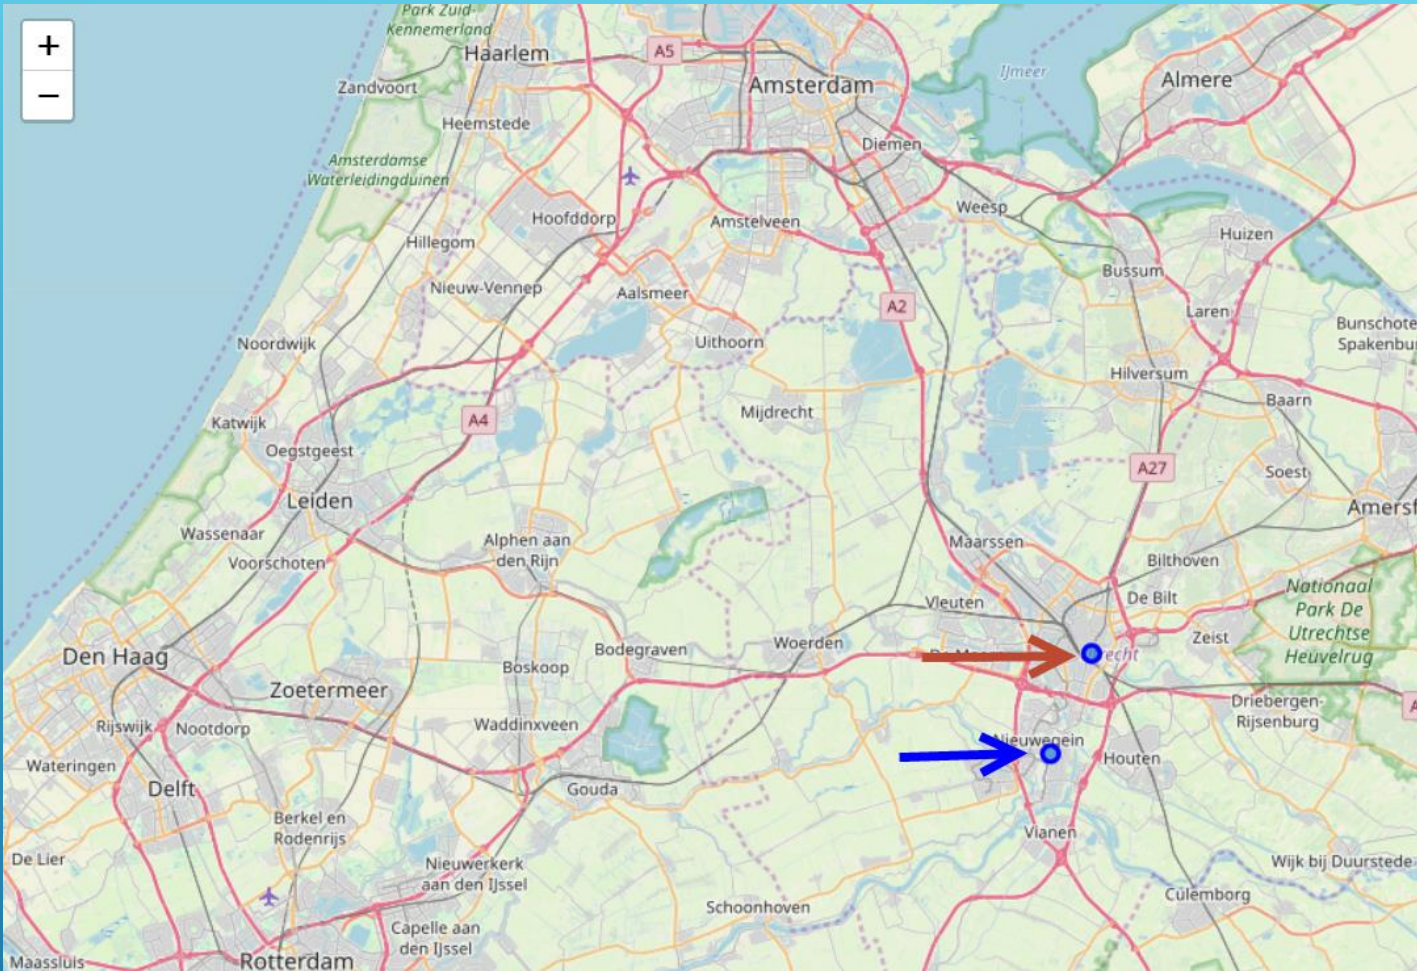 +
−
Park Zuid-
Kennemerland
Haarlem
A5
Amsterdam
IJmeer
Almere
Zandvoort
Heemstede
Diemen
Amsterdamse
Waterleidingduinen
Hoofddorp
Amstelveen
Weesp
Hillegom
Huizen
Bussum
Nieuw-Vennep
Aalsmeer
A2
Laren
Bunschote
Spakenbu
Noordwijk
Uithoorn
Hilversum
Baarn
Mijdrecht
A4
Katwijk
Oegstgeest
A27
Soest
Leiden
Amersf
Wassenaar
Voorschoten
Alphen aan
den Rijn
Maarssen
Bilthoven
Nationaal
Park De
Utrechtse
Heuvelrug
Vleuten
De Bilt
Zeist
Den Haag
Bodegraven
Woerden
De M
recht
Boskoop
Zoetermeer
Driebergen-
Rijsenburg
A
Rijswijk
Nootdorp
Waddinxveen
Nieuwegein
Houten
Wateringen
Delft
Gouda
Berkel en
Rodenrijs
Vianen
De Lier
Nieuwerkerk
aan den IJssel
Wijk bij Duurstede
Culemborg
Schoonhoven
Capelle aan
den IJssel
Maassluis
Rotterdam